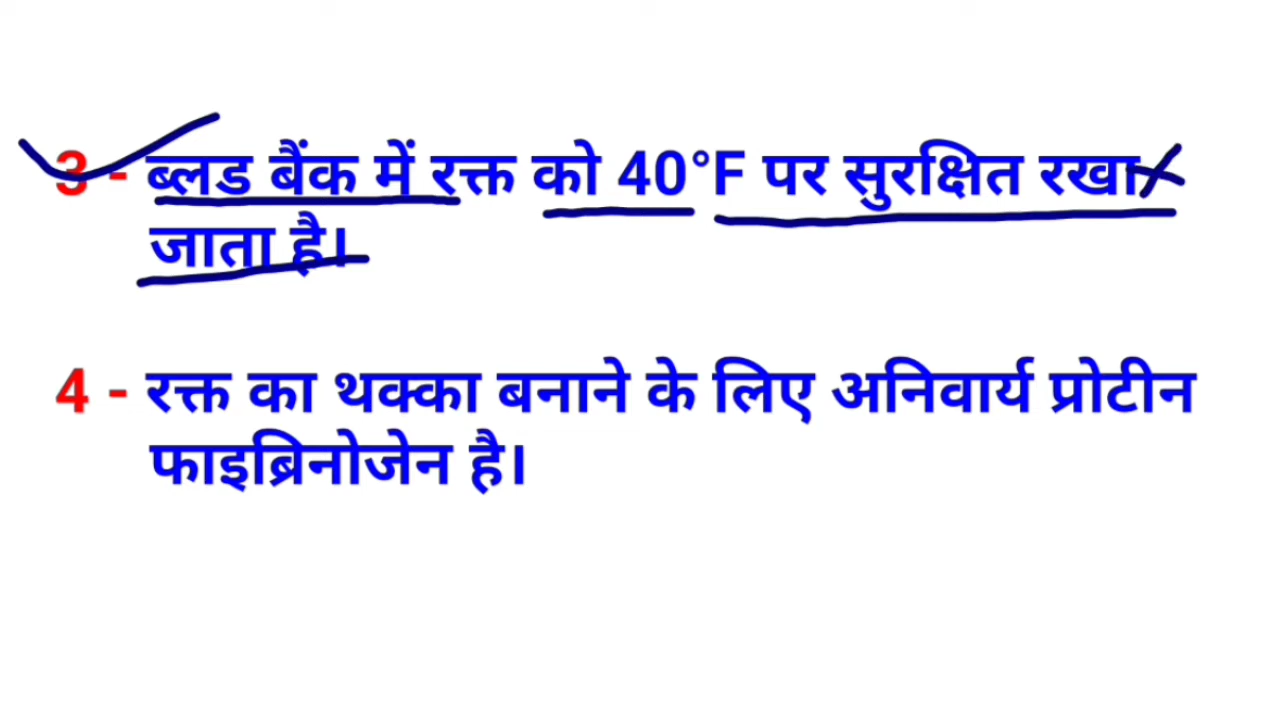 3 - ब्लड बैंक में रक्त को 40°F पर सुरक्षित रखा
जाता है।
4 - रक्त का थक्का बनाने के लिए अनिवार्य प्रोटीन
फाइब्रिनोजेन है।